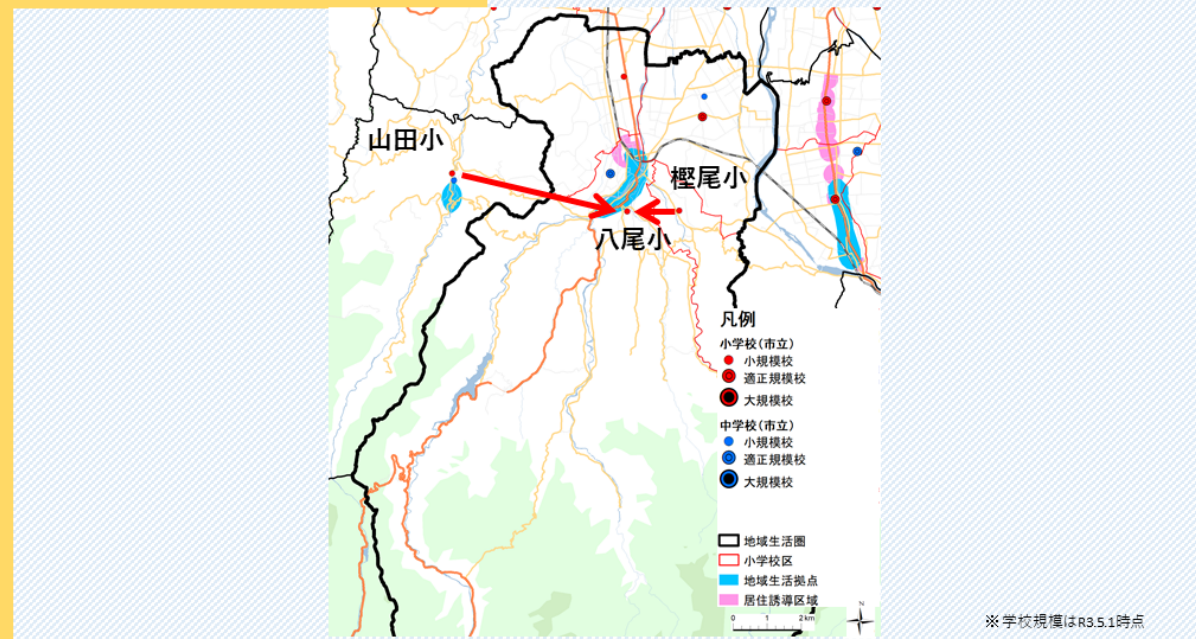 山田小
樫尾小
八尾小
凡例
小学校(市立)
小規模校
適正規模校
大規模校
中学校(市立)
小規模校
適正規模校
大規模校
地域生活圏
小学校区
地域生活拠点
居住誘導区域
0 1 2km
N
※学校規模はR3.5.1時点